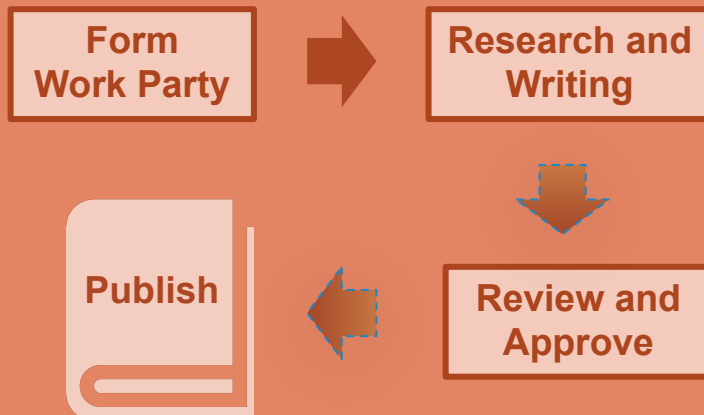 Form
Work Party
Research and
Writing
Review and
Approve
Publish